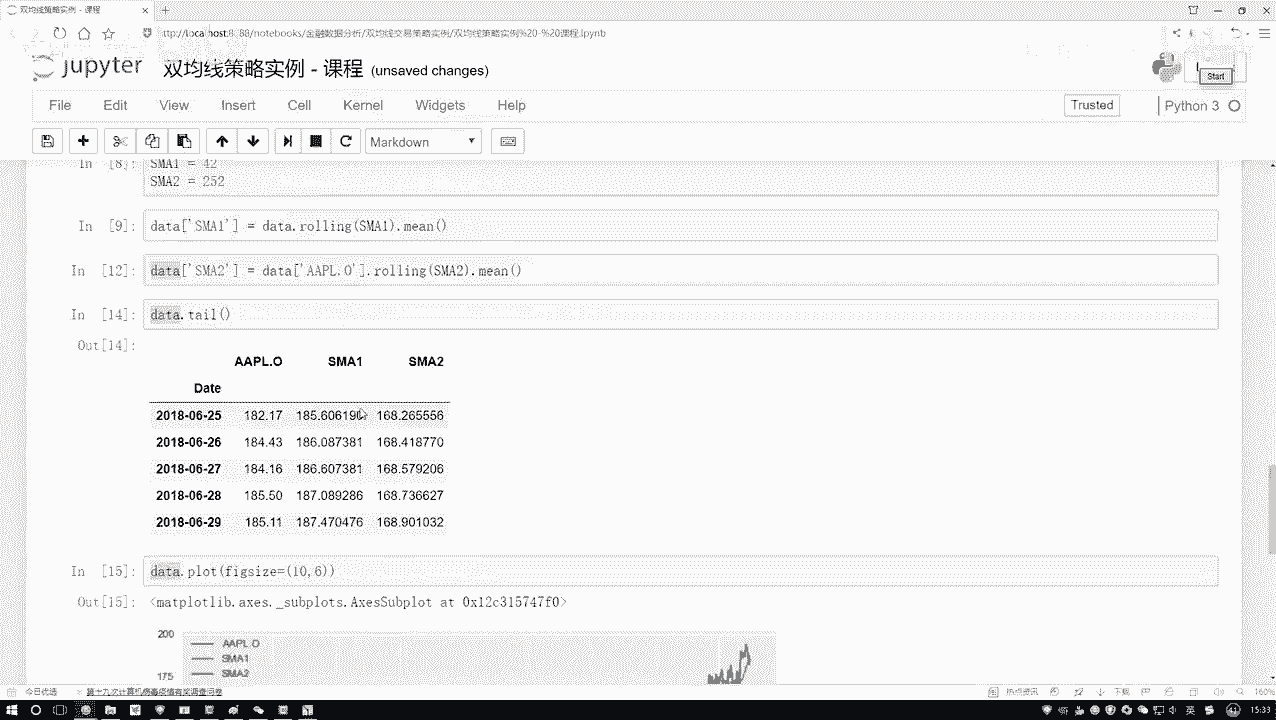 双均线策略实例 - 课程
localhost:8888/notebooks/金融数据分析/双均线交易策略实例/双均线策略实例%20-%20课程.ipynb
jupyter 双均线策略实例 - 课程 (unsaved changes)
Start
File Edit View Insert Cell Kernel Widgets Help
Trusted Python 3
Markdown
In [8]: SMA1 = 42
SMA2 = 252
In [9]: data['SMA1'] = data.rolling(SMA1).mean()
In [12]: data['SMA2'] = data['AAPL.O'].rolling(SMA2).mean()
In [14]: data.tail()
Out[14]:
AAPL.O SMA1 SMA2
Date
2018-06-25 182.17 185.606190 168.265556
2018-06-26 184.43 186.087381 168.418770
2018-06-27 184.16 186.607381 168.579206
2018-06-28 185.50 187.089286 168.736627
2018-06-29 185.11 187.470476 168.901032
In [15]: data.plot(figsize=(10,6))
Out[15]: <matplotlib.axes._subplots.AxesSubplot at 0x12c315747f0>
200
AAPL.O
SMA1
175
SMA2
今日优选 第十九次计算机病毒疫情有奖调查问卷 热点资讯 下载 160%
英 15:33